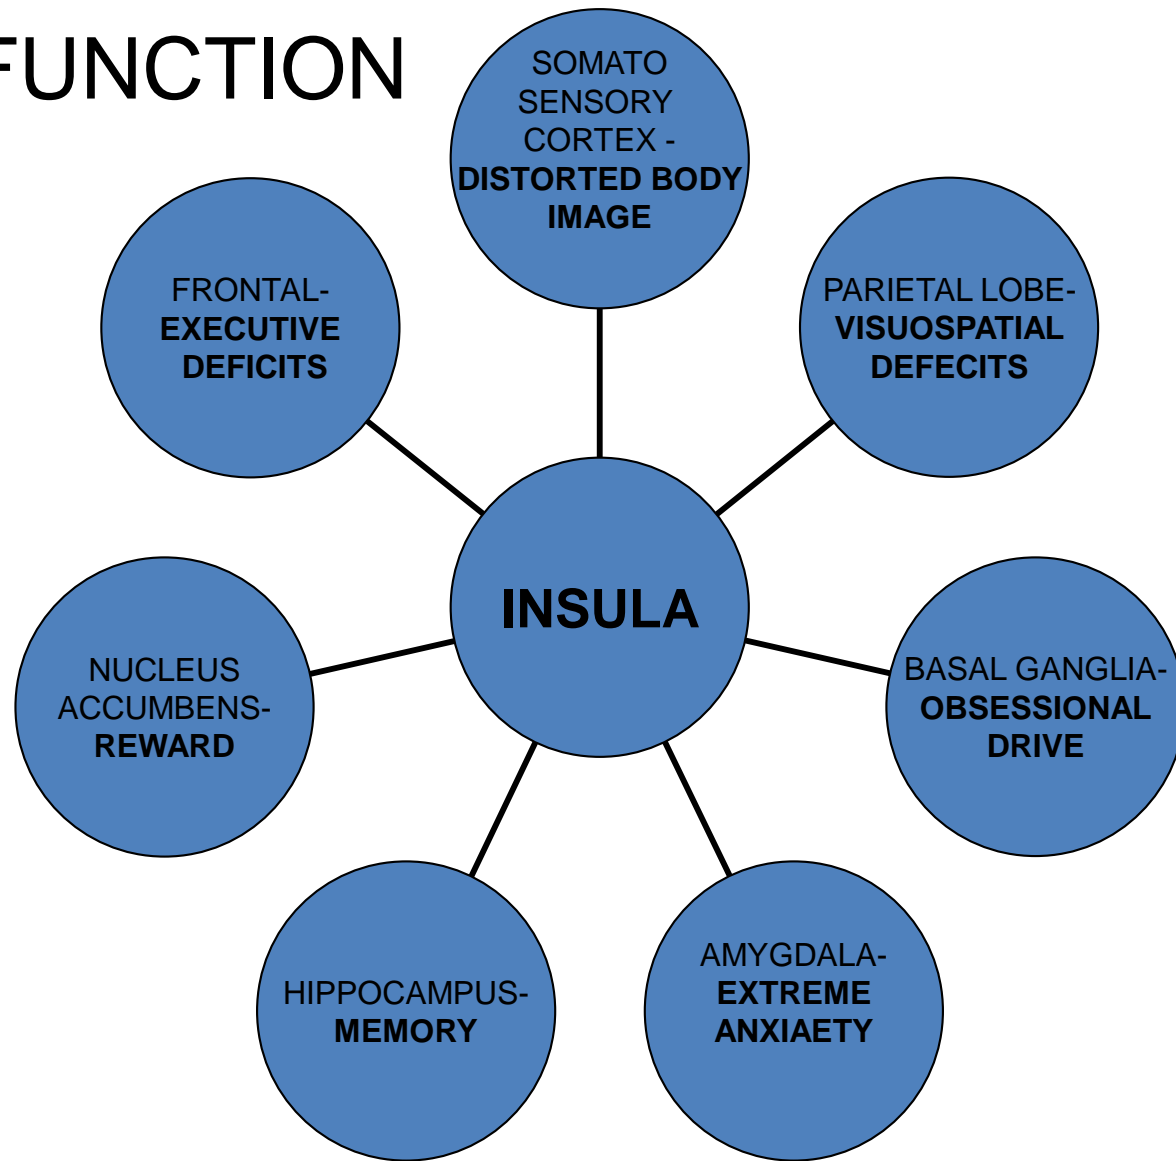 FUNCTION
SOMATO
SENSORY
CORTEX -
DISTORTED BODY
IMAGE
FRONTAL-
EXECUTIVE
DEFICITS
PARIETAL LOBE-
VISUOSPATIAL
DEFECITS
INSULA
NUCLEUS
ACCUMBENS-
REWARD
BASAL GANGLIA-
OBSESSIONAL
DRIVE
HIPPOCAMPUS-
MEMORY
AMYGDALA-
EXTREME
ANXIAETY